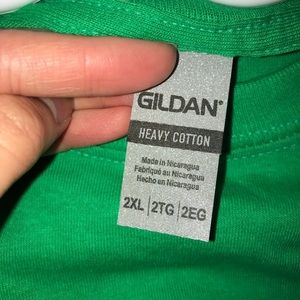 GILDAN®
HEAVY COTTON
Made in Nicaragua
Fabriqué au Nicaragua
Hecho en Nicaragua
2XL | 2TG | 2EG